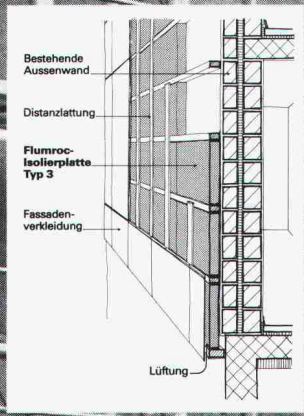 Bestehende
Aussenwand
Distanzlattung
Flumroc-
Isolierplatte
Typ 3
Fassaden-
verkleidung
Lüftung